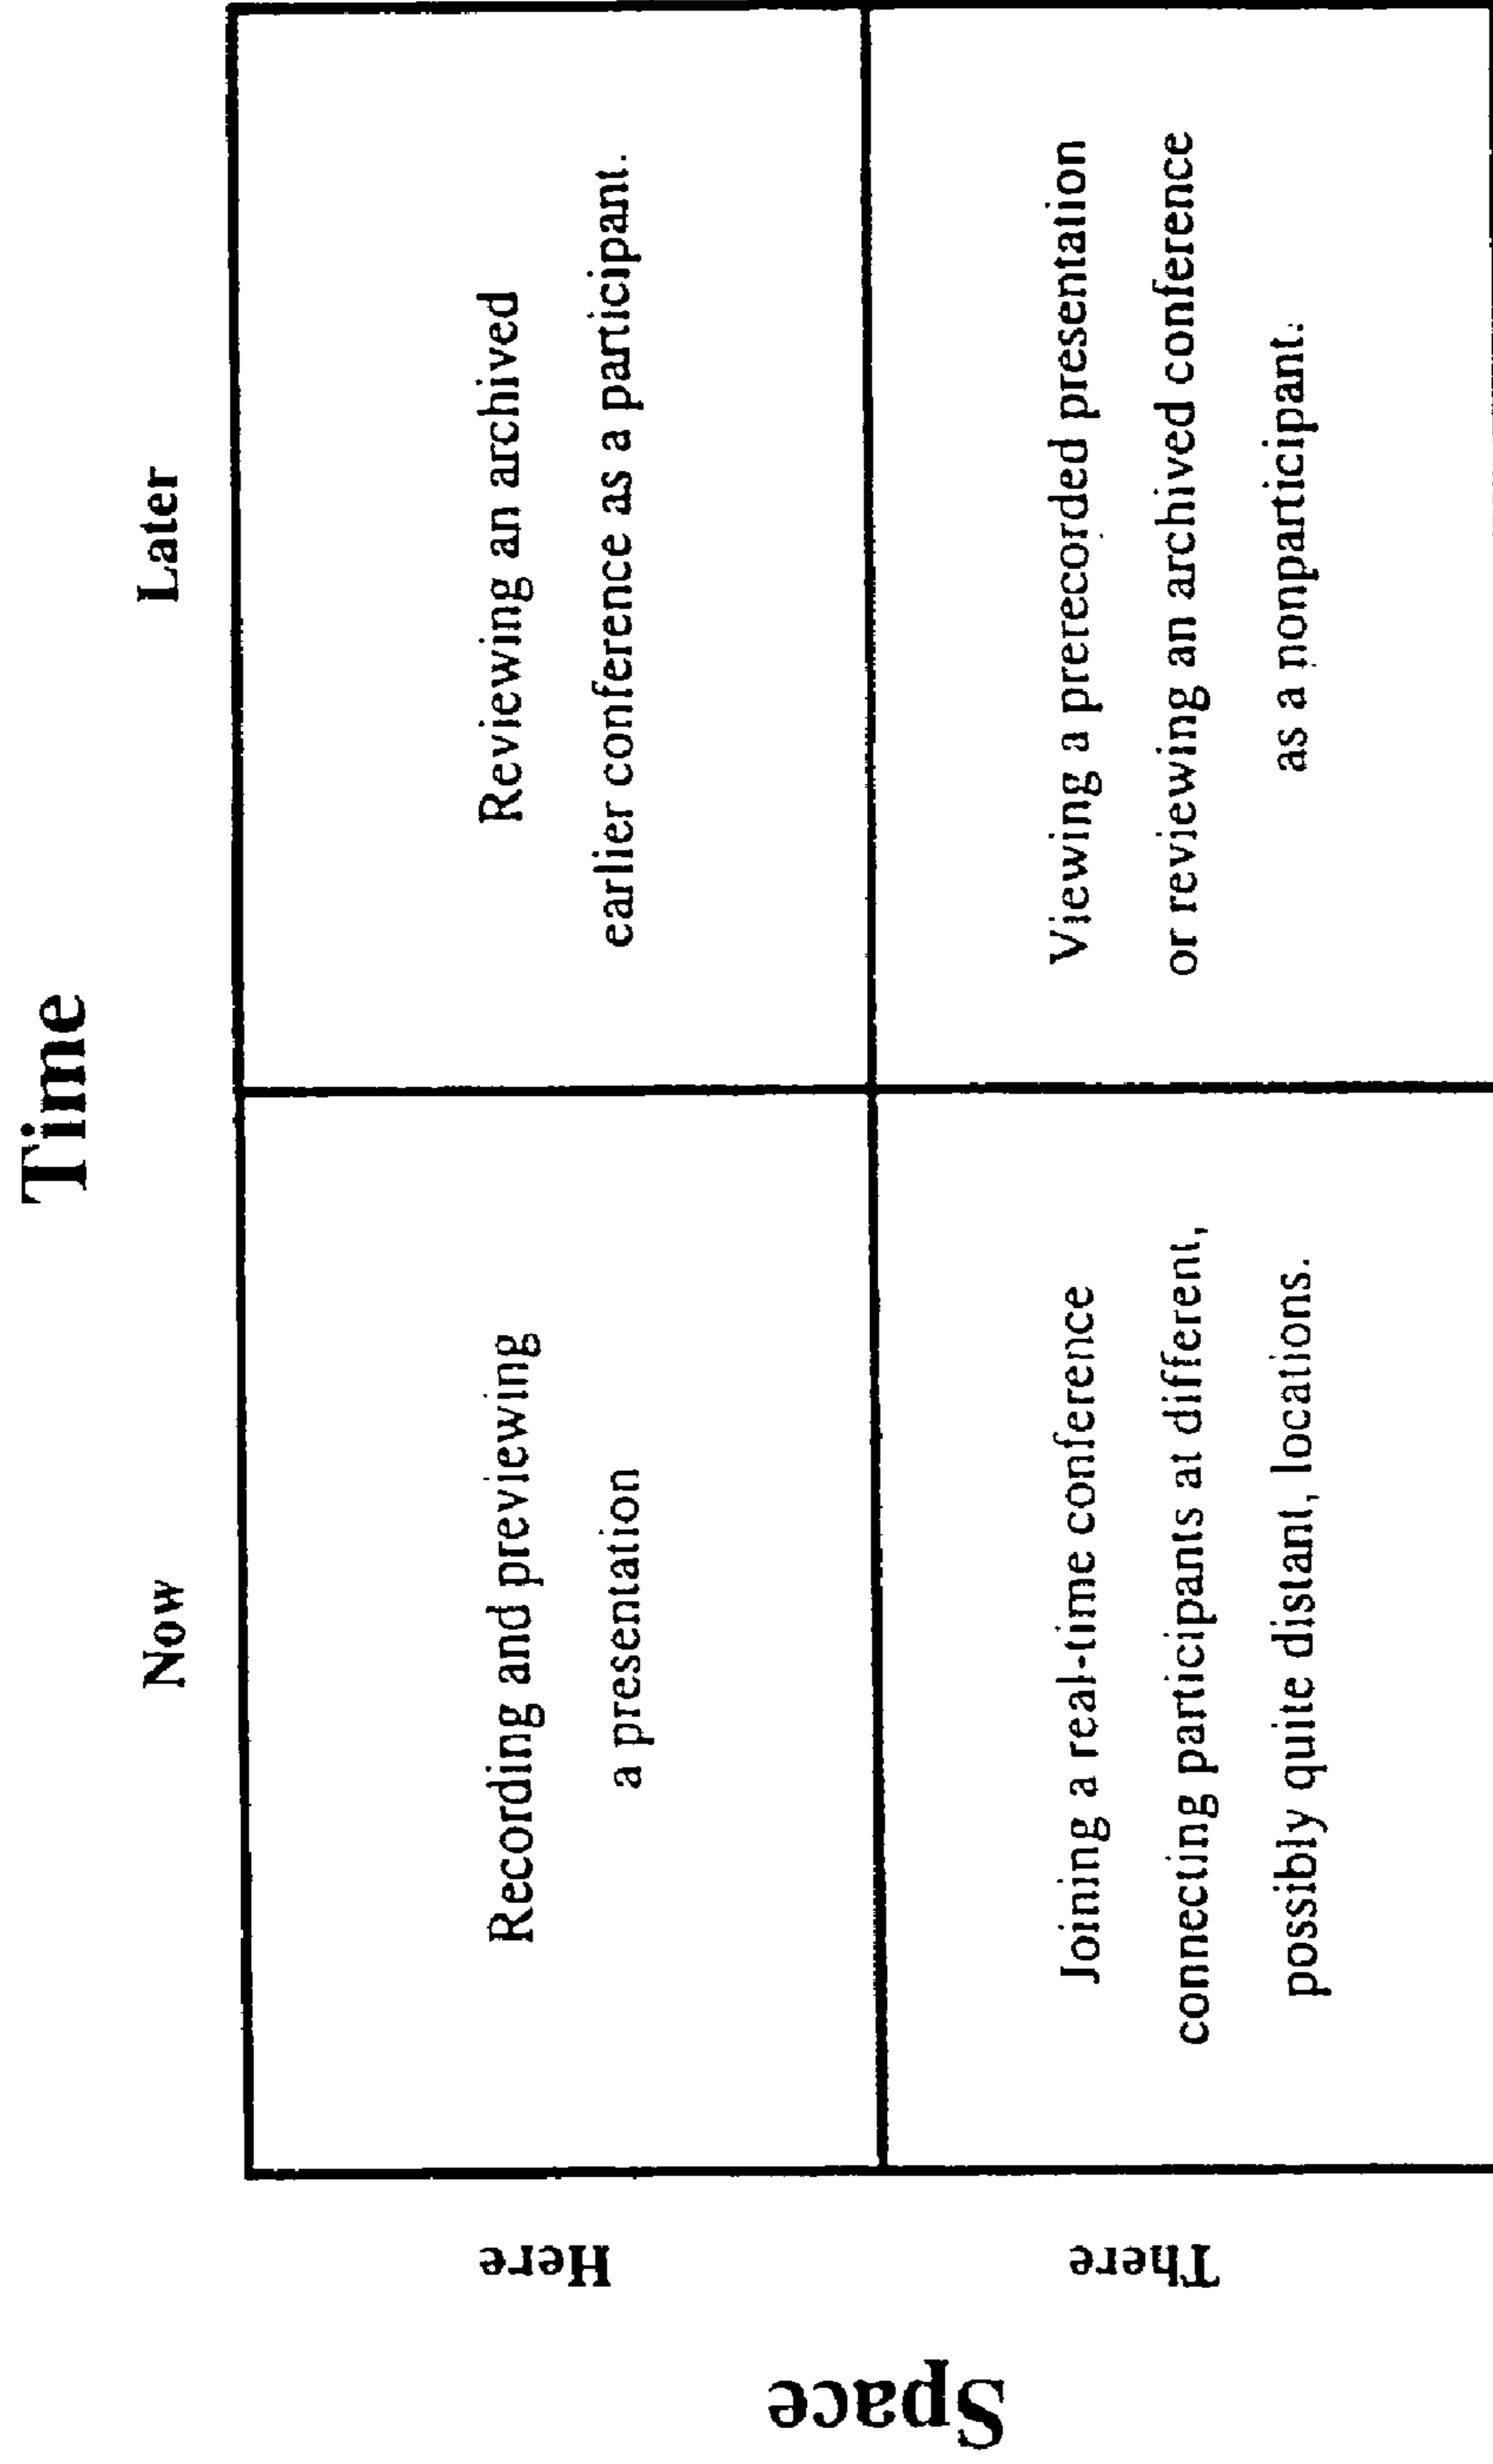 Time
Now
Later
Space
Here
Recording and previewing
a presentation
Reviewing an archived
earlier conference as a participant.
There
Joining a real-time conference
connecting participants at different,
possibly quite distant, locations.
Viewing a prerecorded presentation
or reviewing an archived conference
as a nonparticipant.